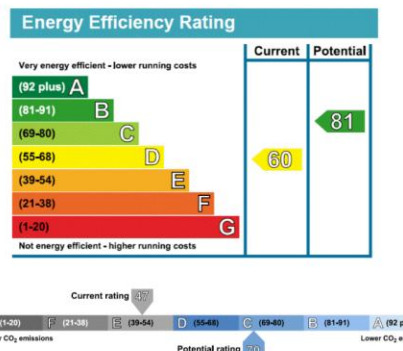 Energy Efficiency Rating
Current Potential
Very energy efficient - lower running costs
(92 plus) A
(81-91) B
81
(69-80) C
(55-68) D
60
(39-54) E
(21-38) F
(1-20) G
Not energy efficient - higher running costs
Current rating 47
(1-20) F (21-38) E (39-54) D (55-68) C (69-80) B (81-91) A (92 p
CO₂ emissions
Lower CO₂ e
Potential rating